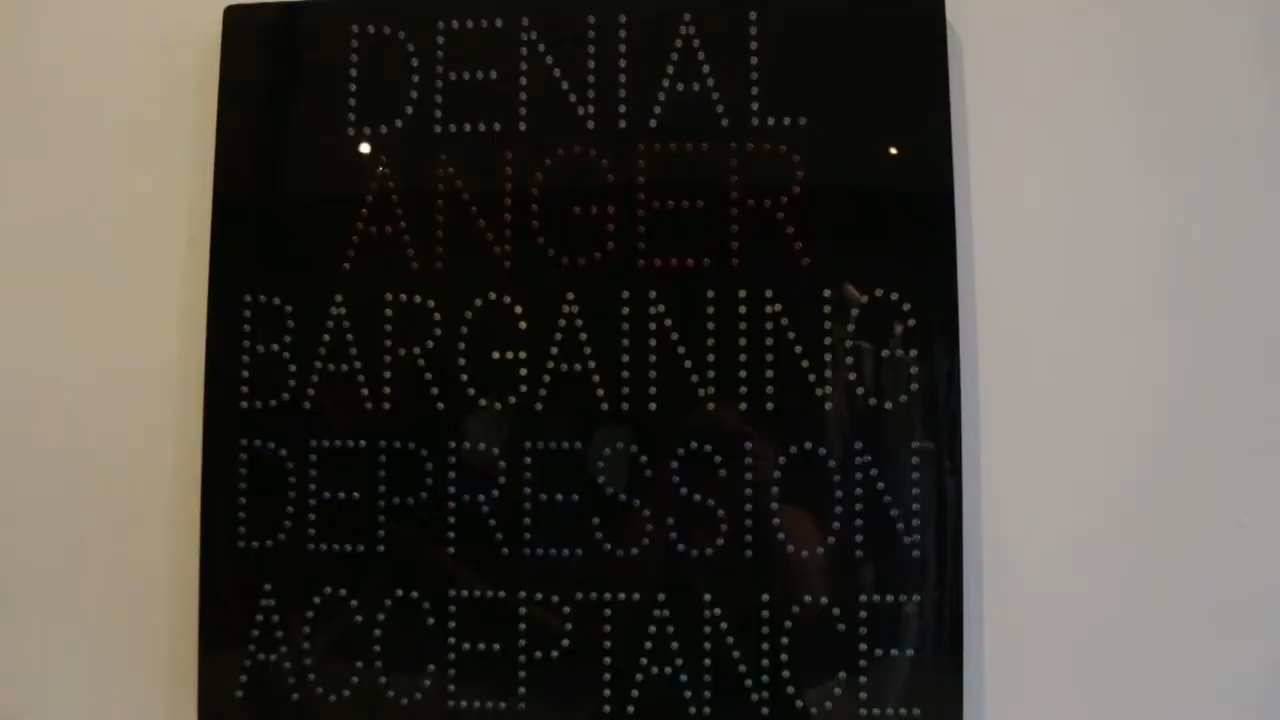 DENIAL
ANGER
BARGAINING
DEPRESSION
ACCEPTANCE